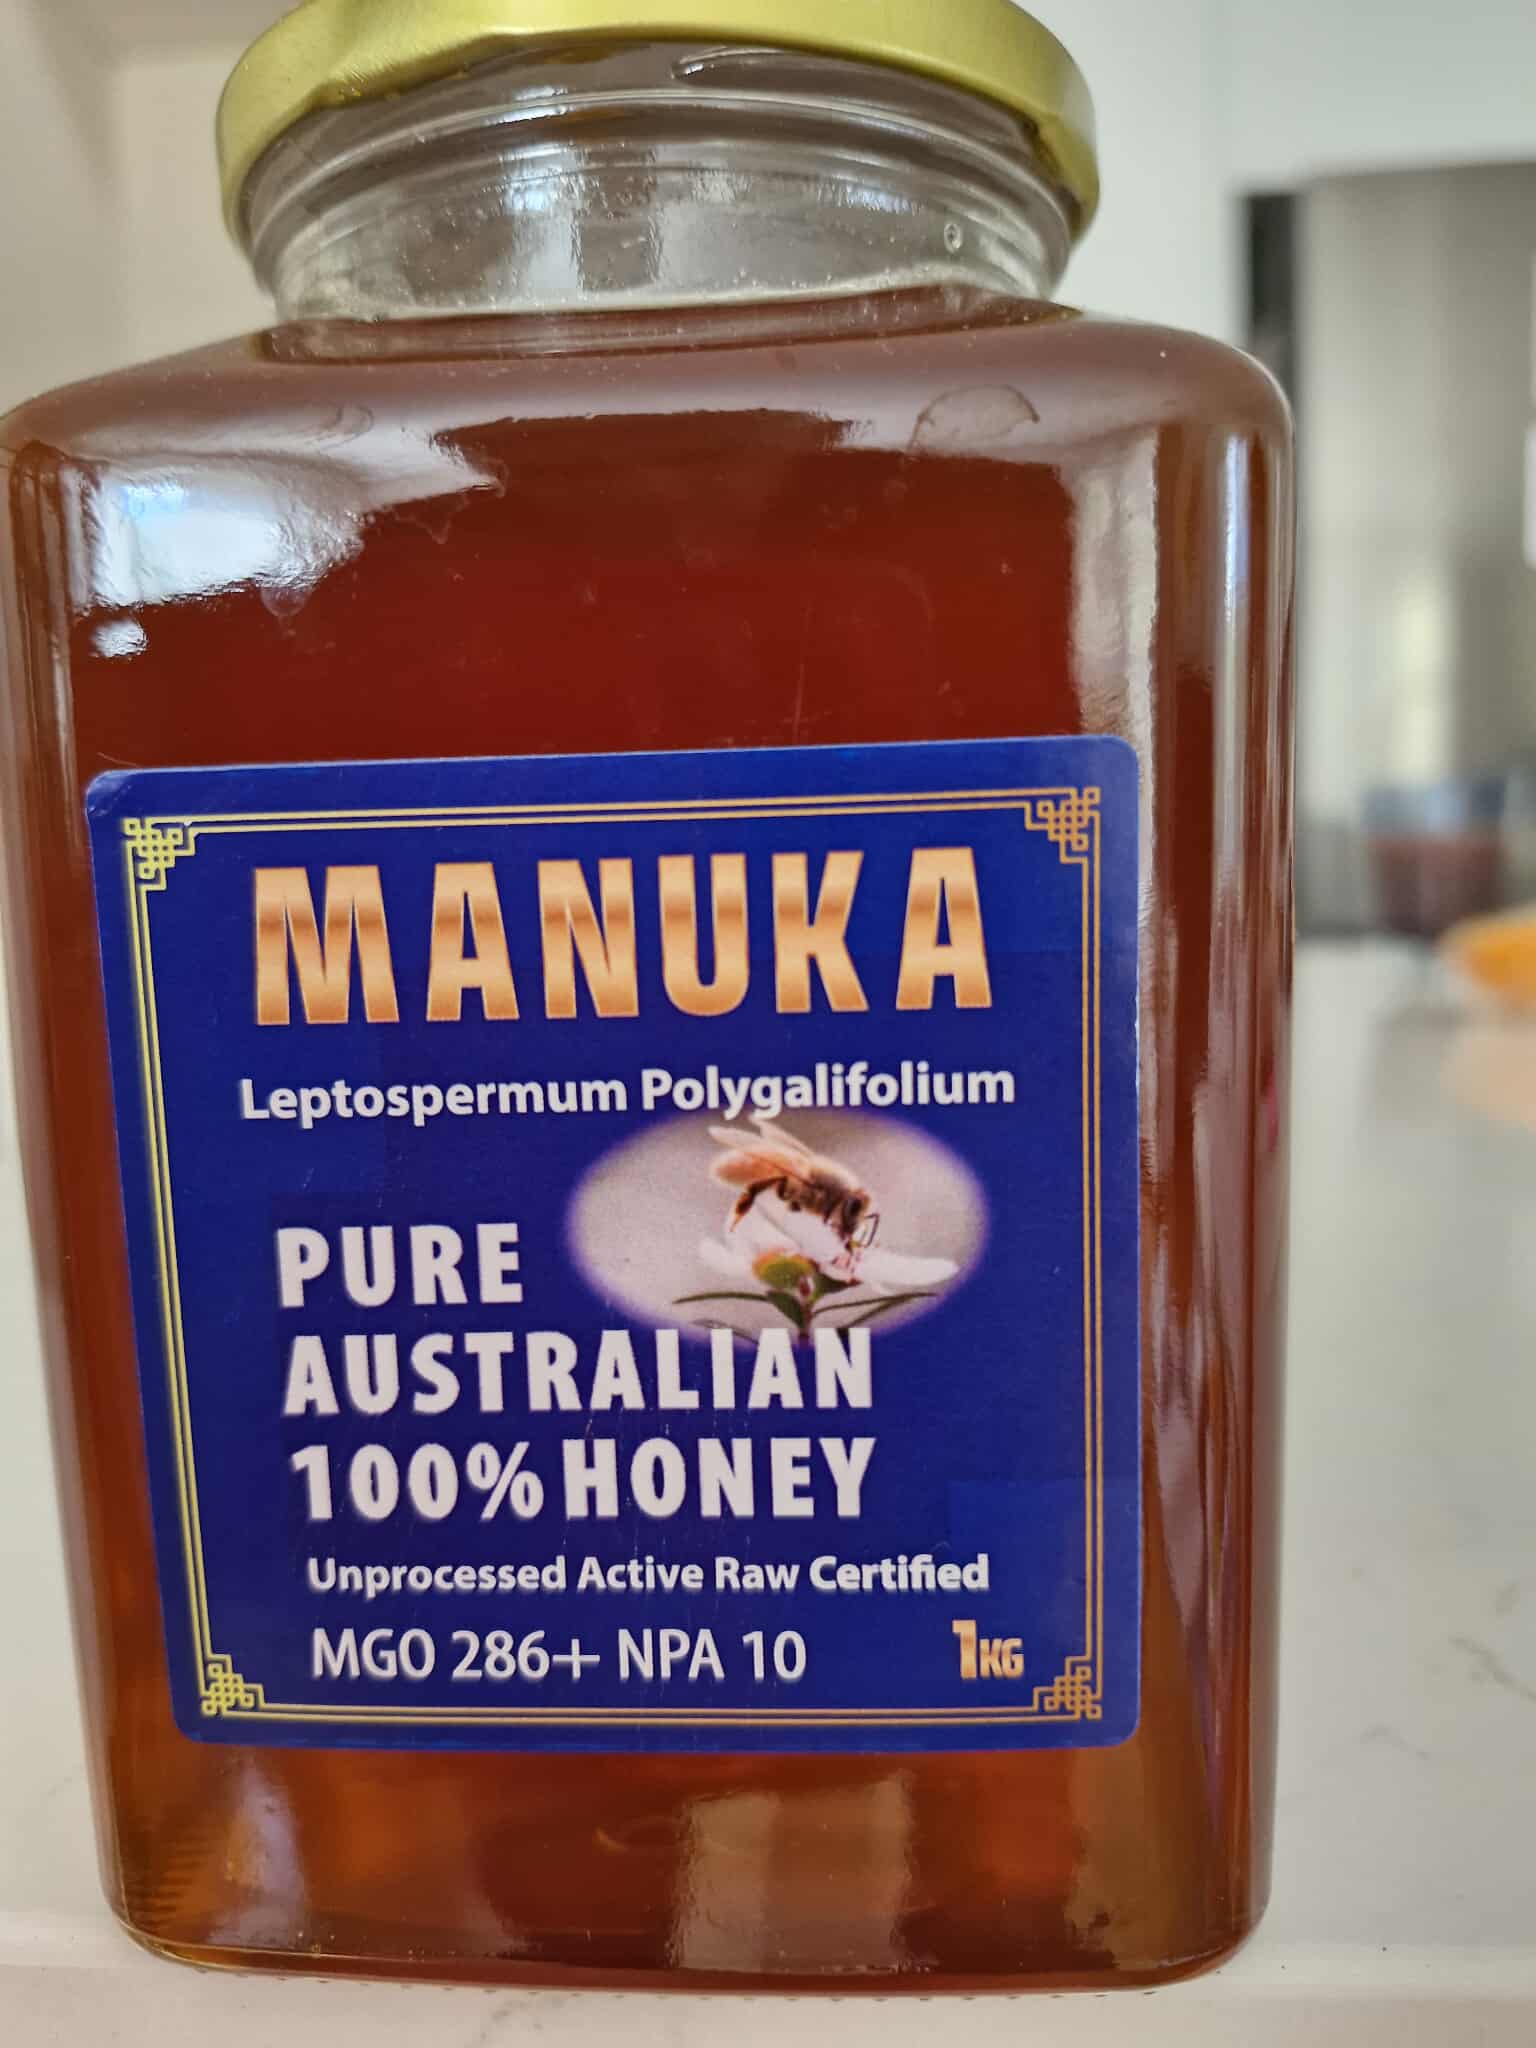 MANUKA
Leptospermum Polygalifolium
PURE
AUSTRALIAN
100% HONEY
Unprocessed Active Raw Certified
MGO 286+ NPA 10
1KG